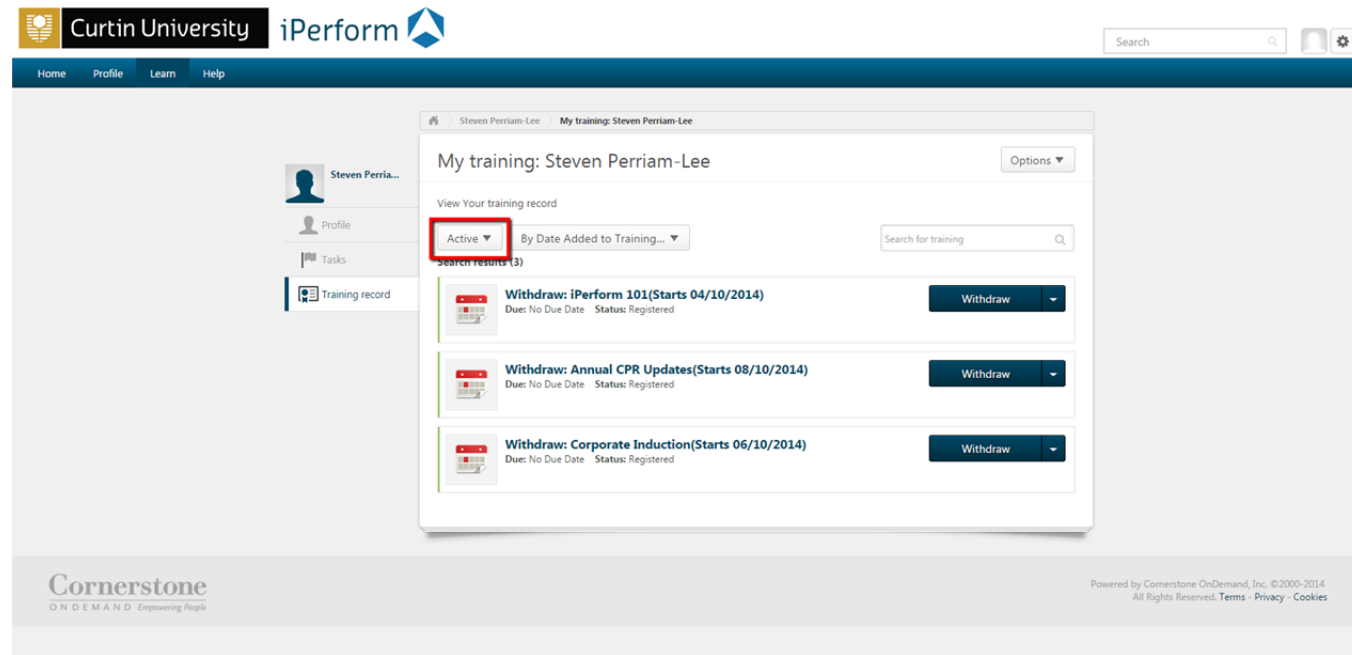 Curtin University
iPerform
Search
Home Profile Learn Help
Steven Perriam-Lee My training: Steven Perriam-Lee
Steven Perria...
Profile
Tasks
Training record
My training: Steven Perriam-Lee
Options
View Your training record
Active By Date Added to Training... Search for training
Search results (3)
Withdraw: iPerform 101(Starts 04/10/2014)
Due: No Due Date Status: Registered
Withdraw
Withdraw: Annual CPR Updates(Starts 08/10/2014)
Due: No Due Date Status: Registered
Withdraw
Withdraw: Corporate Induction(Starts 06/10/2014)
Due: No Due Date Status: Registered
Withdraw
Cornerstone
ONDEMAND Empowering People
Powered by Cornerstone OnDemand, Inc. ©2000-2014
All Rights Reserved. Terms - Privacy - Cookies